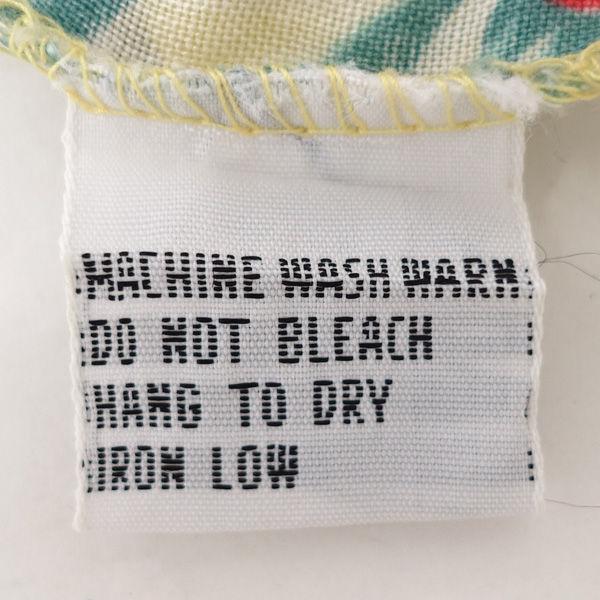 MACHINE WASH WARM
DO NOT BLEACH
HANG TO DRY
IRON LOW